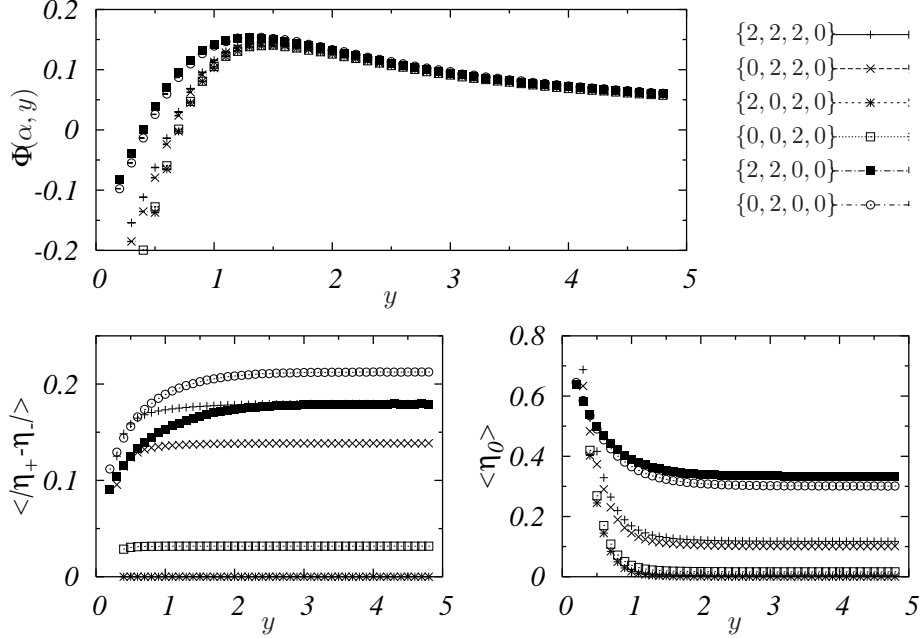 0.2
0.1
0
-0.1
-0.2
Φ(α, y)
0 1 2 3 4 5
y
{2, 2, 2, 0}
{0, 2, 2, 0}
{2, 0, 2, 0}
{0, 0, 2, 0}
{2, 2, 0, 0}
{0, 2, 0, 0}
0.2
0.1
0
</η₊-η₋/>
0 1 2 3 4 5
y
0.8
0.6
0.4
0.2
0
<η₀>
0 1 2 3 4 5
y